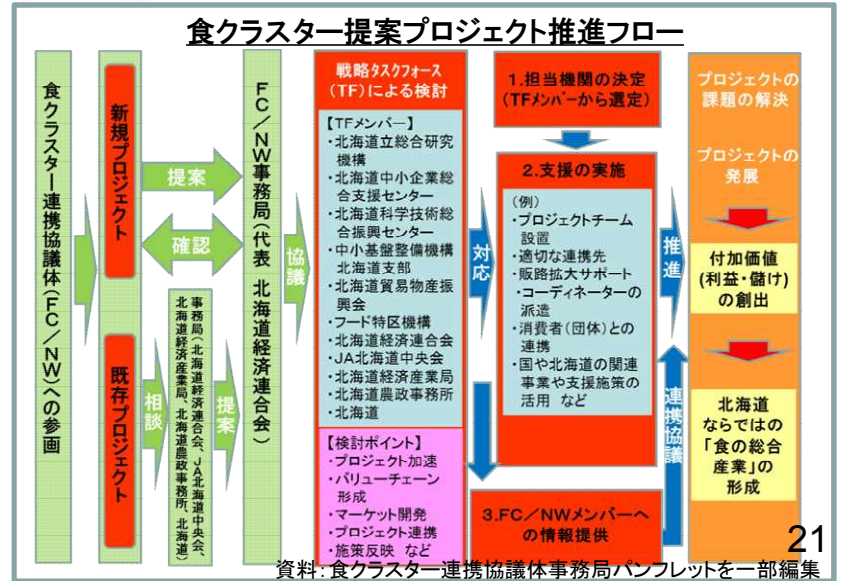 食クラスター提案プロジェクト推進フロー
食クラスター連携協議体(FC/NW)への参画
新規プロジェクト
既存プロジェクト
提案
確認
相談
事務局(北海道経済連合会、JA北海道中央会、
北海道経済産業局、北海道農政事務所、北海道)
提案
FC/NW事務局(代表 北海道経済連合会)
協議
戦略タスクフォース
(TF)による検討
【TFメンバー】
・北海道立総合研究
機構
・北海道中小企業総
合支援センター
・北海道科学技術総
合振興センター
・中小基盤整備機構
北海道支部
・北海道貿易物産振
興会
・フード特区機構
・北海道経済連合会
・JA北海道中央会
・北海道経済産業局
・北海道農政事務所
・北海道
【検討ポイント】
・プロジェクト加速
・バリューチェーン
形成
・マーケット開発
・プロジェクト連携
・施策反映 など
対応
1.担当機関の決定
(TFメンバーから選定)
2.支援の実施
(例)
・プロジェクトチーム
設置
・適切な連携先
・販路拡大サポート
・コーディネーターの
派遣
・消費者(団体)との
連携
・国や北海道の関連
事業や支援施策の
活用 など
3.FC/NWメンバーへ
の情報提供
推進
連携協議
プロジェクトの
課題の解決
プロジェクトの
発展
付加価値
(利益・儲け)
の創出
北海道
ならではの
「食の総合
産業」の
形成
21
資料:食クラスター連携協議体事務局パンフレットを一部編集